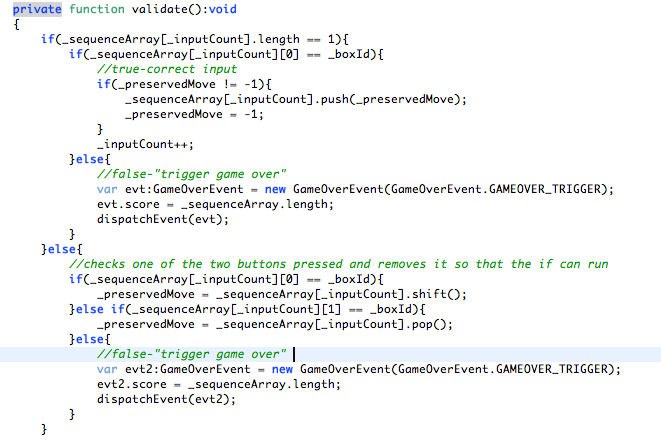 private function validate():void
{
    if(_sequenceArray[_inputCount].length == 1){
        if(_sequenceArray[_inputCount][0] == _boxId){
            //true-correct input
            if(_preservedMove != -1){
                _sequenceArray[_inputCount].push(_preservedMove);
                _preservedMove = -1;
            }
            _inputCount++;
        }else{
            //false-"trigger game over"
            var evt:GameOverEvent = new GameOverEvent(GameOverEvent.GAMEOVER_TRIGGER);
            evt.score = _sequenceArray.length;
            dispatchEvent(evt);
        }
    }else{
        //checks one of the two buttons pressed and removes it so that the if can run
        if(_sequenceArray[_inputCount][0] == _boxId){
            _preservedMove = _sequenceArray[_inputCount].shift();
        }else if(_sequenceArray[_inputCount][1] == _boxId){
            _preservedMove = _sequenceArray[_inputCount].pop();
        }else{
            //false-"trigger game over"
            var evt2:GameOverEvent = new GameOverEvent(GameOverEvent.GAMEOVER_TRIGGER);
            evt2.score = _sequenceArray.length;
            dispatchEvent(evt2);
        }
    }